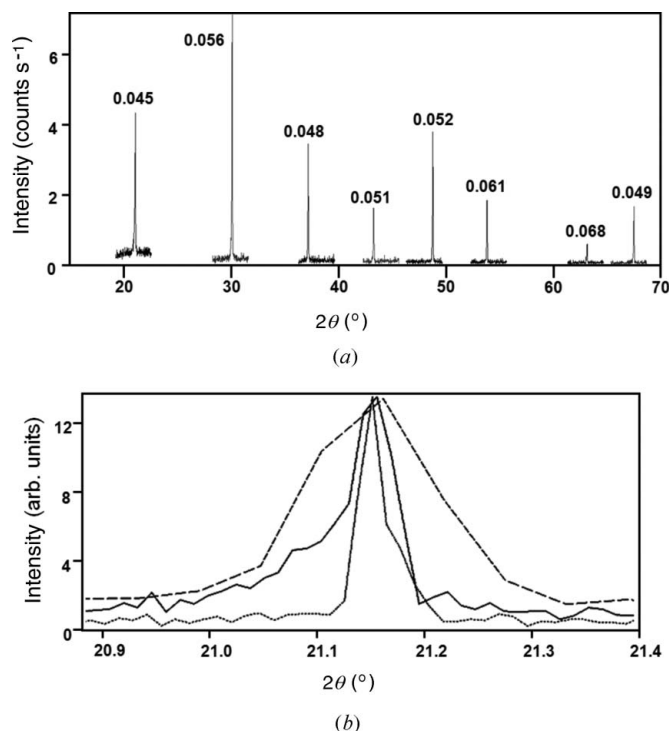 6
4
2
0
Intensity (counts s⁻¹)
0.045
0.056
0.048
0.051
0.052
0.061
0.068
0.049
20 30 40 50 60 70
2θ (°)
(a)
12
8
4
0
Intensity (arb. units)
20.9 21.0 21.1 21.2 21.3 21.4
2θ (°)
(b)